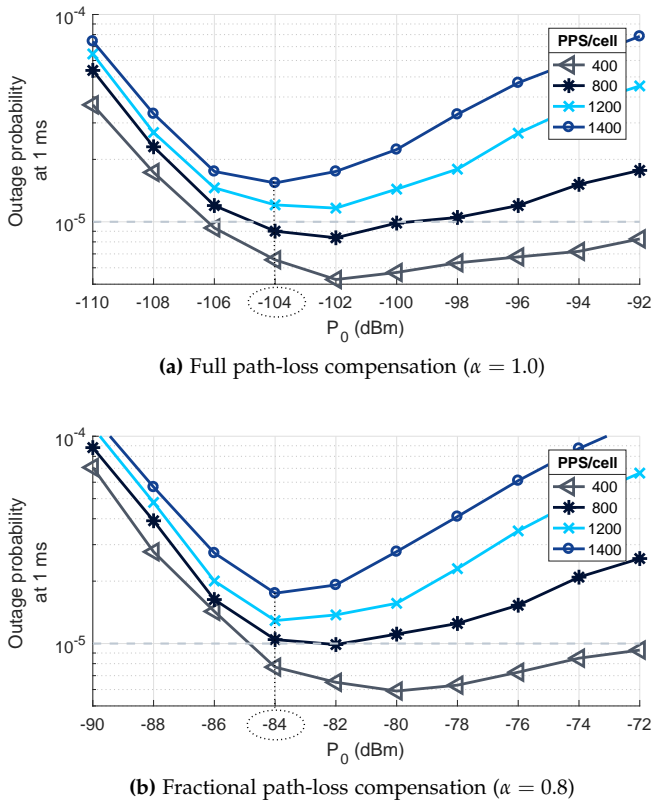 10^-4
10^-5
Outage probability
at 1 ms
PPS/cell
400
800
1200
1400
-110 -108 -106 -104 -102 -100 -98 -96 -94 -92
P_0 (dBm)
(a) Full path-loss compensation (α = 1.0)
10^-4
10^-5
Outage probability
at 1 ms
PPS/cell
400
800
1200
1400
-90 -88 -86 -84 -82 -80 -78 -76 -74 -72
P_0 (dBm)
(b) Fractional path-loss compensation (α = 0.8)